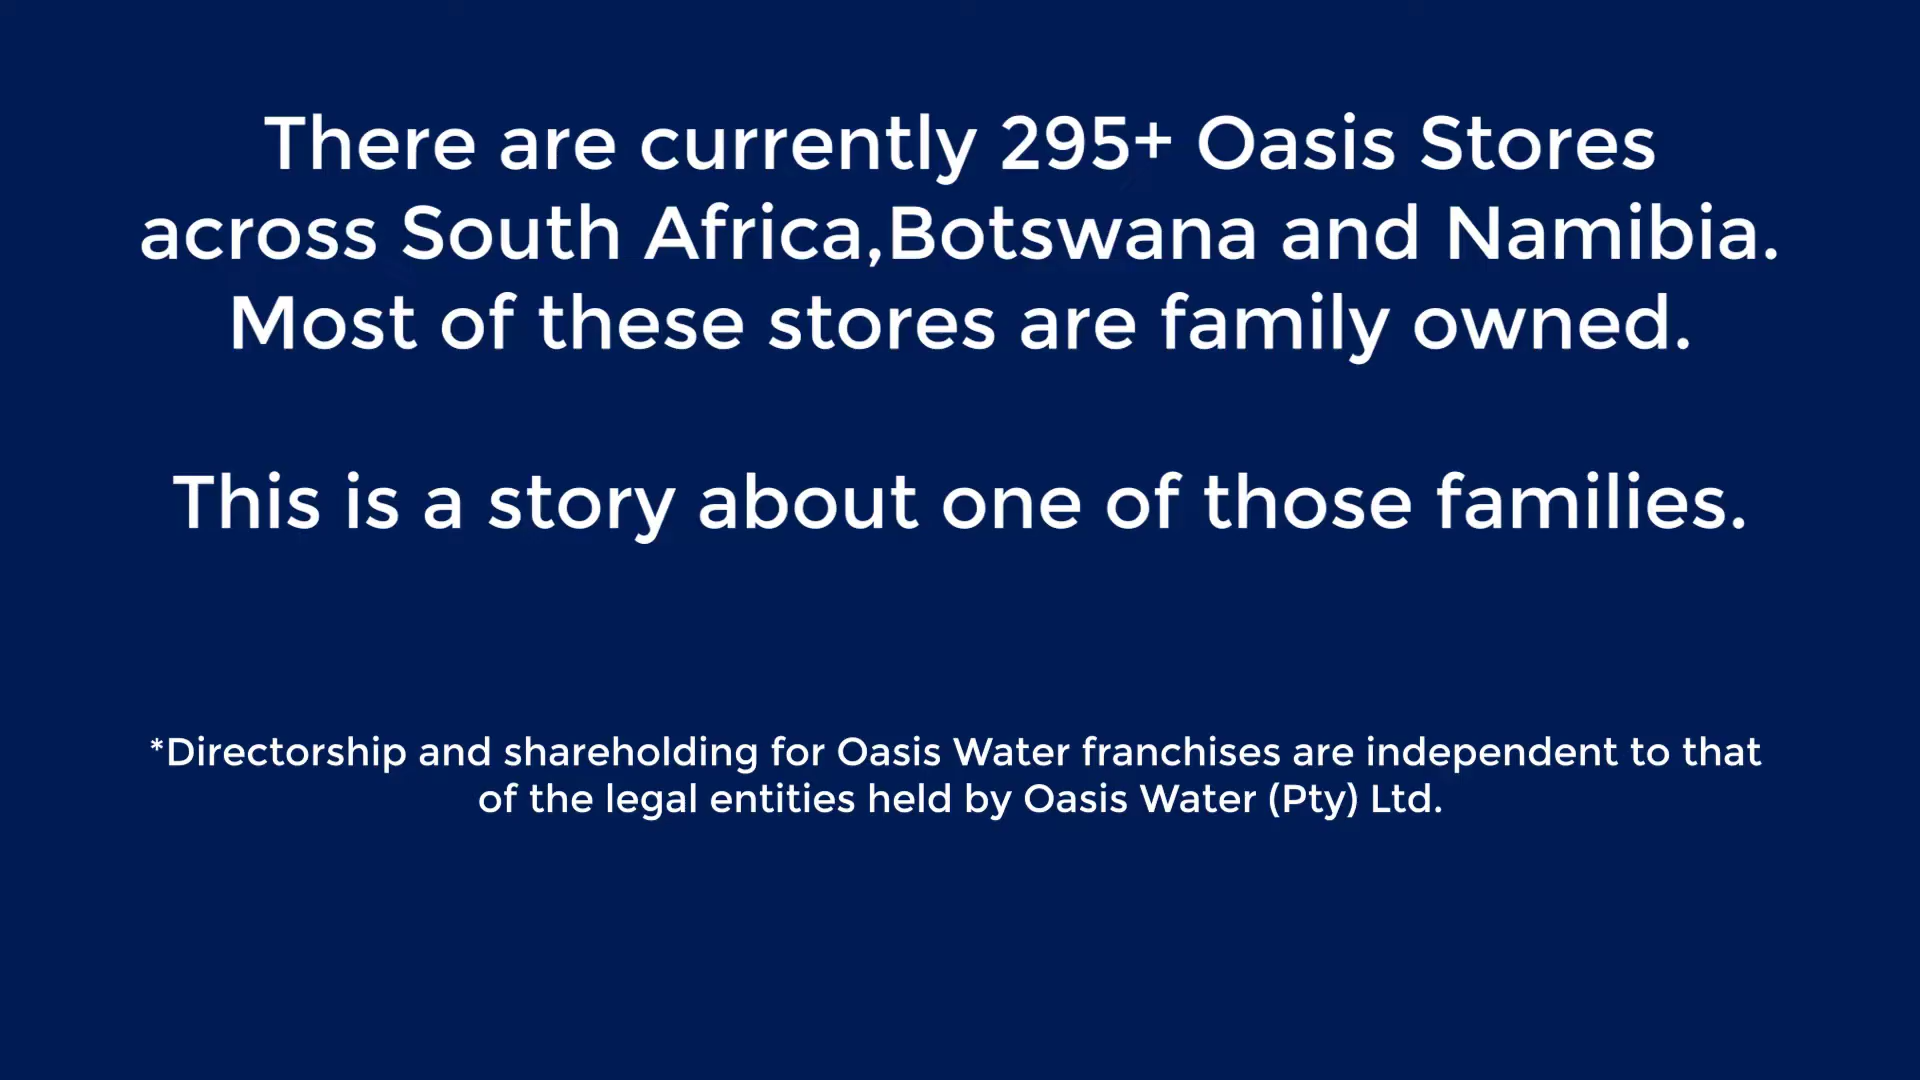 There are currently 295+ Oasis Stores
across South Africa,Botswana and Namibia.
Most of these stores are family owned.
This is a story about one of those families.
*Directorship and shareholding for Oasis Water franchises are independent to that
of the legal entities held by Oasis Water (Pty) Ltd.